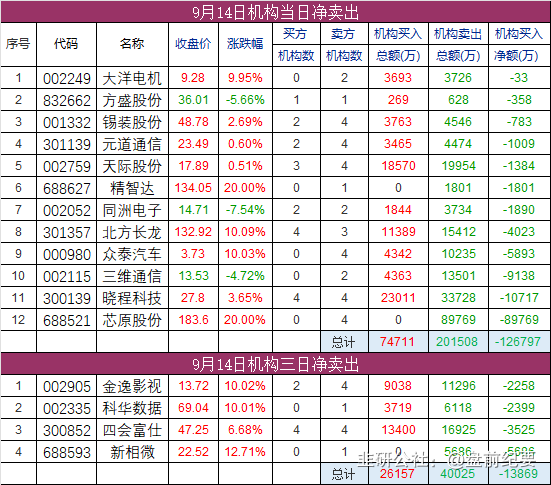 9月14日机构当日净卖出
序号 代码 名称 收盘价 涨跌幅 买方机构数 卖方机构数 机构买入总额(万) 机构卖出总额(万) 机构买入净额(万)
1 002249 大洋电机 9.28 9.95% 0 2 3693 3726 -33
2 832662 方盛股份 36.01 -5.66% 1 1 269 628 -358
3 001332 锡装股份 48.78 2.69% 2 4 3763 4546 -783
4 301139 元道通信 23.49 0.60% 2 4 3465 4474 -1009
5 002759 天际股份 17.89 0.51% 3 4 18570 19954 -1384
6 688627 精智达 134.05 20.00% 0 1 0 1801 -1801
7 002052 同洲电子 14.71 -7.54% 2 2 1844 3734 -1890
8 301357 北方长龙 132.92 10.09% 4 3 11389 15412 -4023
9 000980 众泰汽车 3.73 10.03% 0 4 4342 10235 -5893
10 002115 三维通信 13.53 -4.72% 0 2 4363 13501 -9138
11 300139 晓程科技 27.8 3.65% 4 4 23011 33728 -10717
12 688521 芯原股份 183.6 20.00% 0 4 0 89769 -89769
总计 74711 201508 -126797
9月14日机构三日净卖出
1 002905 金逸影视 13.72 10.02% 2 4 9038 11296 -2258
2 002335 科华数据 69.04 10.01% 0 1 3719 6118 -2399
3 300852 四会富仕 47.25 6.68% 4 4 13400 16925 -3525
4 688593 新相微 22.52 12.71% 0 1 0 5686 -5686
总计 26157 40025 -13869
韭研公社：@盘前纪要